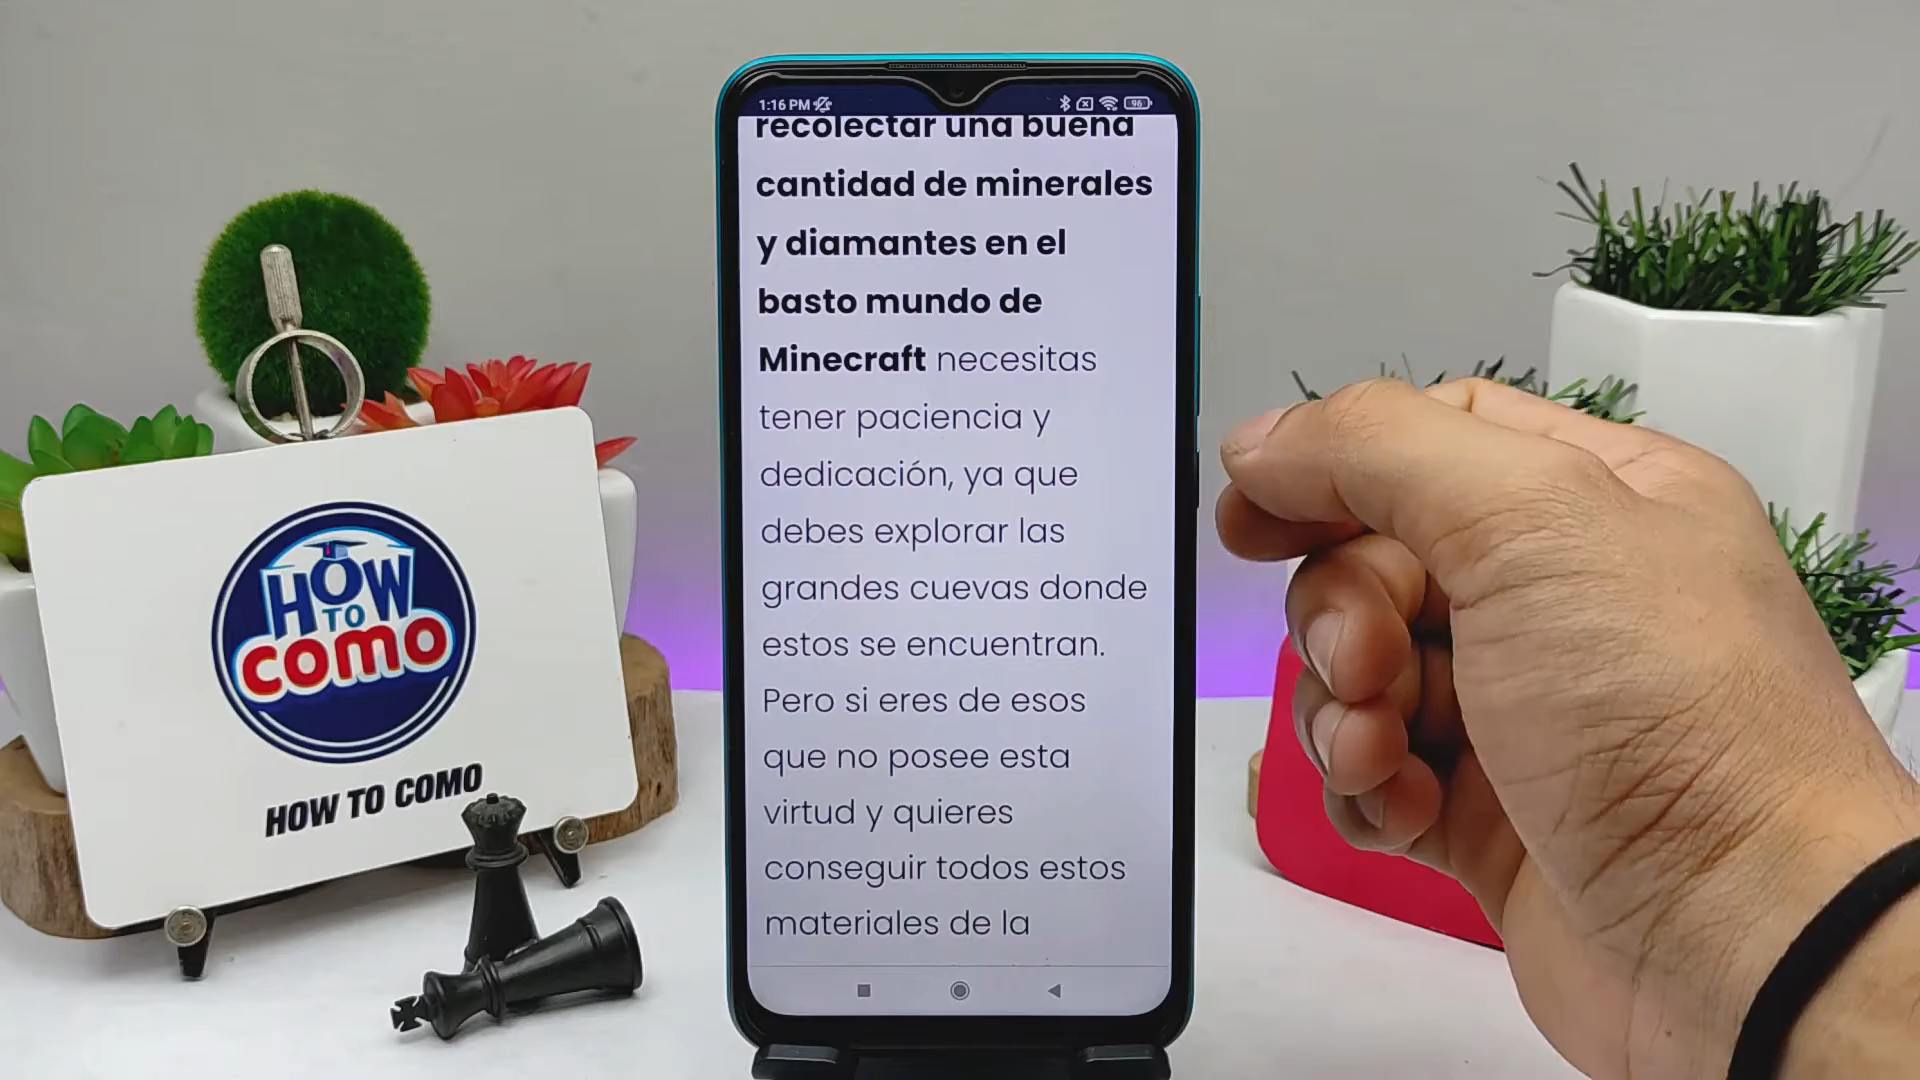 1:16 PM
96
recolectar una buena
cantidad de minerales
y diamantes en el
basto mundo de
Minecraft necesitas
tener paciencia y
dedicación, ya que
debes explorar las
grandes cuevas donde
estos se encuentran.
Pero si eres de esos
que no posee esta
virtud y quieres
conseguir todos estos
materiales de la
HOW
TO
como
HOW TO COMO